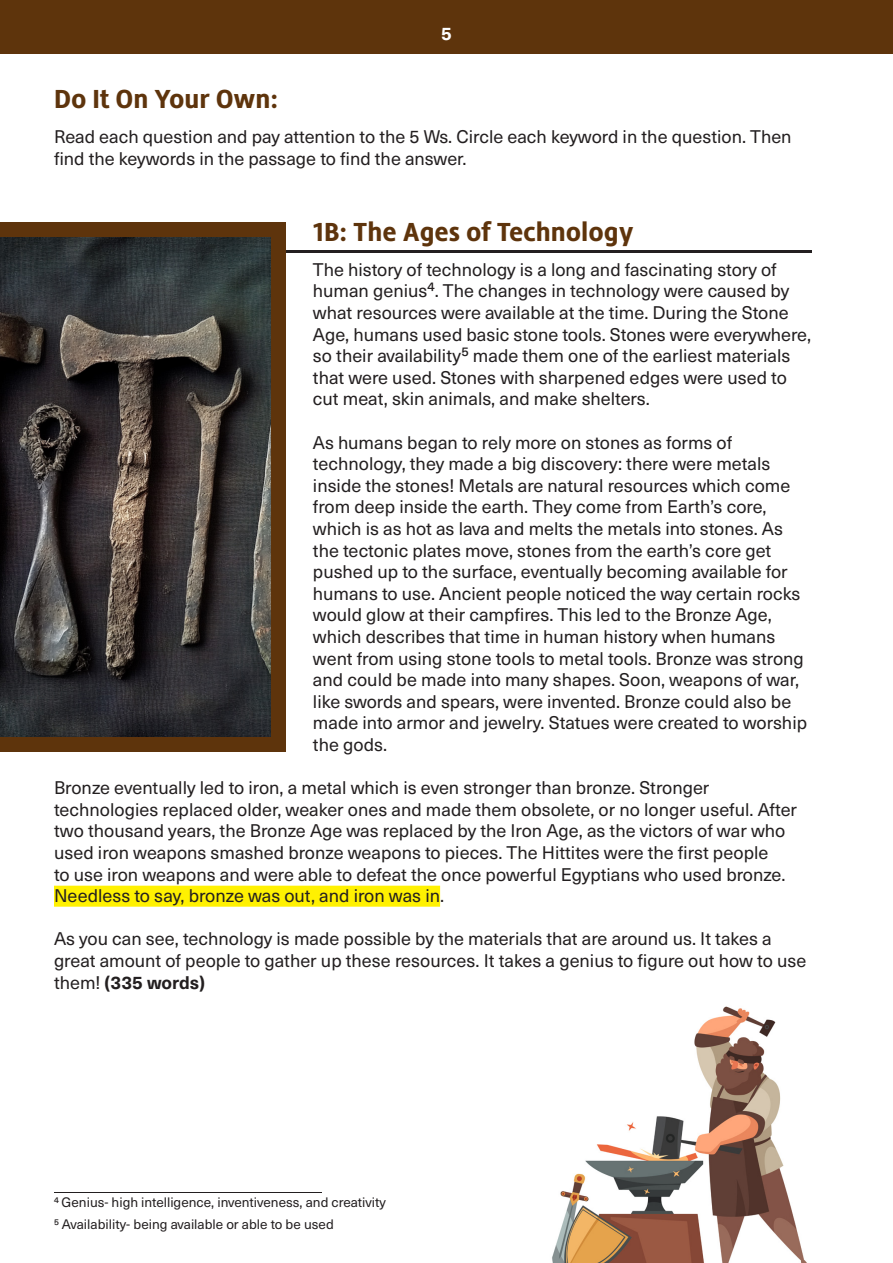 5
Do It On Your Own:
Read each question and pay attention to the 5 Ws. Circle each keyword in the question. Then
find the keywords in the passage to find the answer.
1B: The Ages of Technology
The history of technology is a long and fascinating story of
human genius⁴. The changes in technology were caused by
what resources were available at the time. During the Stone
Age, humans used basic stone tools. Stones were everywhere,
so their availability⁵ made them one of the earliest materials
that were used. Stones with sharpened edges were used to
cut meat, skin animals, and make shelters.
As humans began to rely more on stones as forms of
technology, they made a big discovery: there were metals
inside the stones! Metals are natural resources which come
from deep inside the earth. They come from Earth's core,
which is as hot as lava and melts the metals into stones. As
the tectonic plates move, stones from the earth's core get
pushed up to the surface, eventually becoming available for
humans to use. Ancient people noticed the way certain rocks
would glow at their campfires. This led to the Bronze Age,
which describes that time in human history when humans
went from using stone tools to metal tools. Bronze was strong
and could be made into many shapes. Soon, weapons of war,
like swords and spears, were invented. Bronze could also be
made into armor and jewelry. Statues were created to worship
the gods.
Bronze eventually led to iron, a metal which is even stronger than bronze. Stronger
technologies replaced older, weaker ones and made them obsolete, or no longer useful. After
two thousand years, the Bronze Age was replaced by the Iron Age, as the victors of war who
used iron weapons smashed bronze weapons to pieces. The Hittites were the first people
to use iron weapons and were able to defeat the once powerful Egyptians who used bronze.
Needless to say, bronze was out, and iron was in.
As you can see, technology is made possible by the materials that are around us. It takes a
great amount of people to gather up these resources. It takes a genius to figure out how to use
them! (335 words)
⁴ Genius- high intelligence, inventiveness, and creativity
⁵ Availability- being available or able to be used